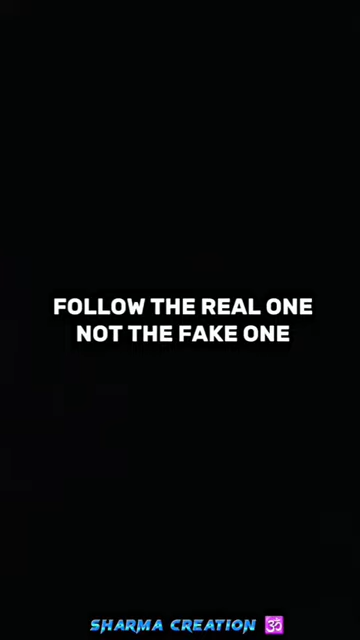 FOLLOW THE REAL ONE
NOT THE FAKE ONE
SHARMA CREATION 🕉️